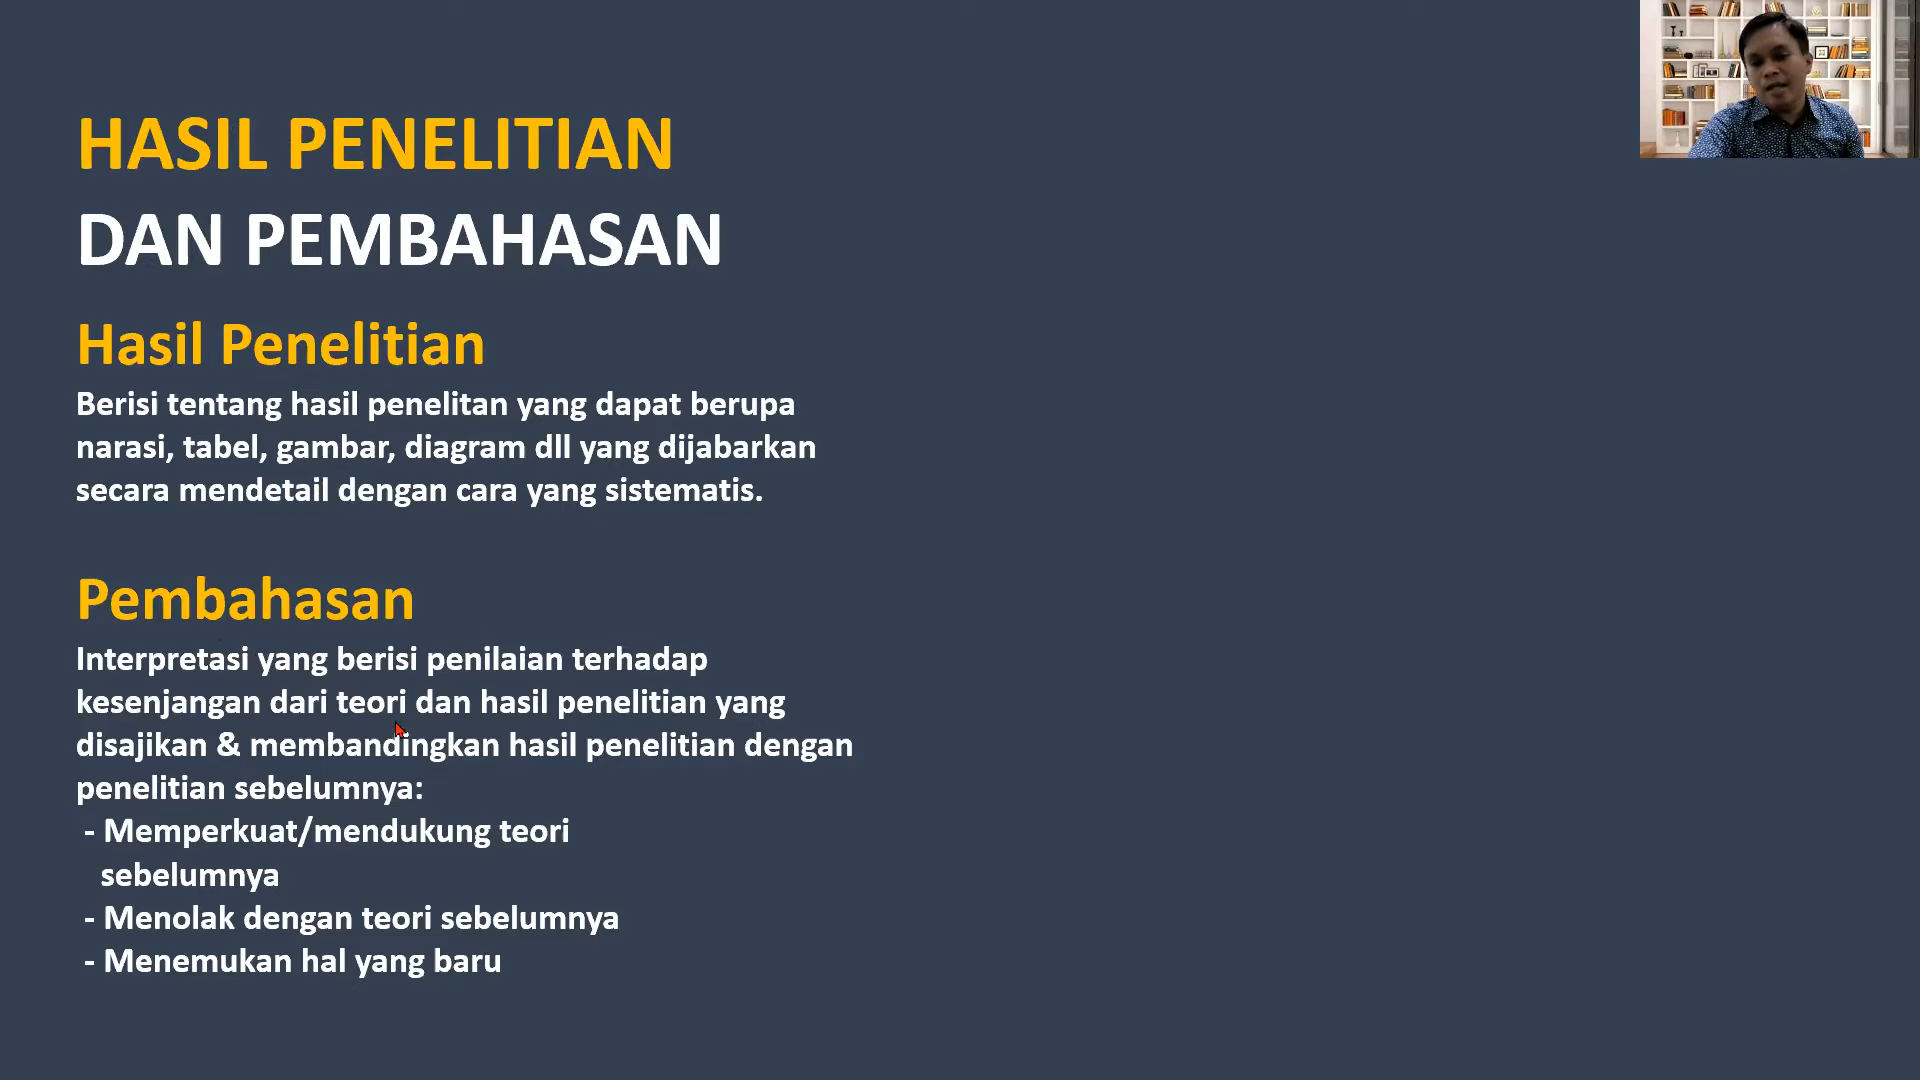 HASIL PENELITIAN
DAN PEMBAHASAN
Hasil Penelitian
Berisi tentang hasil penelitan yang dapat berupa
narasi, tabel, gambar, diagram dll yang dijabarkan
secara mendetail dengan cara yang sistematis.
Pembahasan
Interpretasi yang berisi penilaian terhadap
kesenjangan dari teori dan hasil penelitian yang
disajikan & membandingkan hasil penelitian dengan
penelitian sebelumnya:
- Memperkuat/mendukung teori
sebelumnya
- Menolak dengan teori sebelumnya
- Menemukan hal yang baru